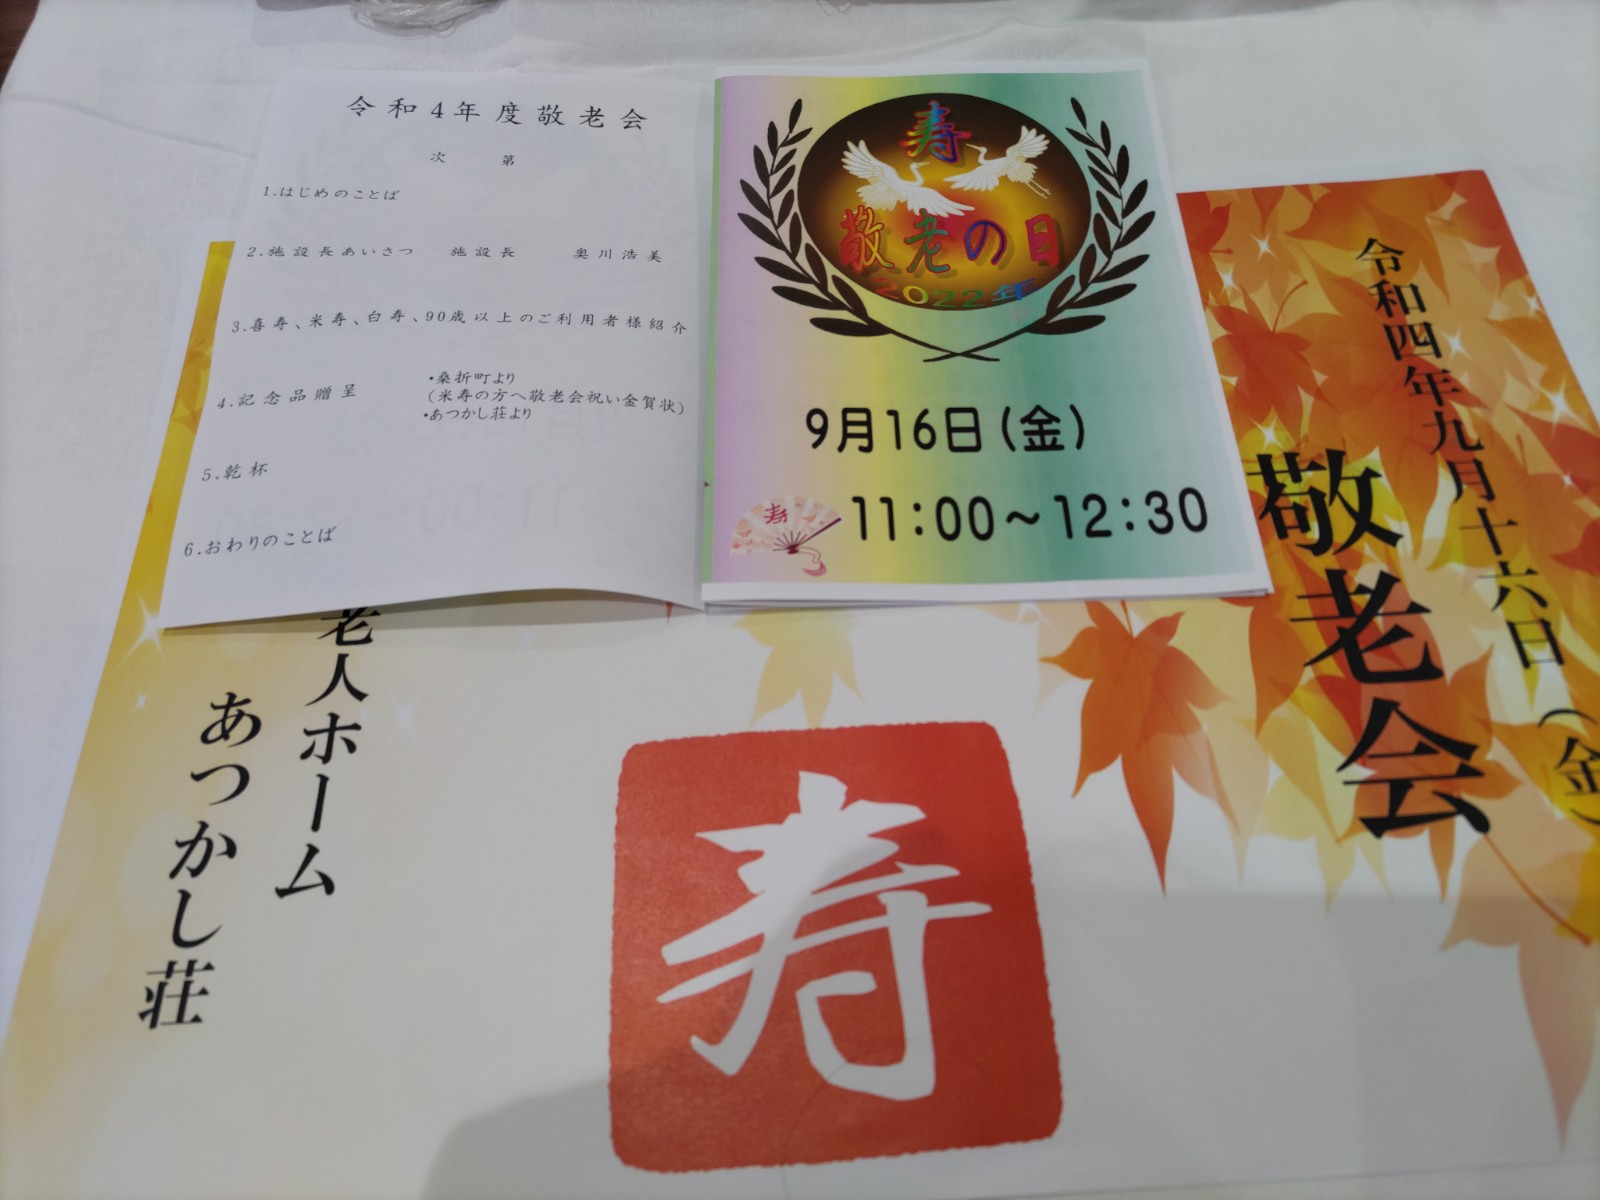 令和4年度敬老会
次 第
1.はじめのことば
2.施設長あいさつ 施設長 奥川浩美
3.喜寿、米寿、白寿、90歳以上のご利用者様紹介
4.記念品贈呈 ・桑折町より
(米寿の方へ敬老会祝い金賀状)
・あつかし荘より
5.乾杯
6.おわりのことば
寿
敬老の日
2022年
9月16日(金)
寿
11:00～12:30
令和四年九月十六日(金)
敬老会
寿
老人ホーム
あつかし荘